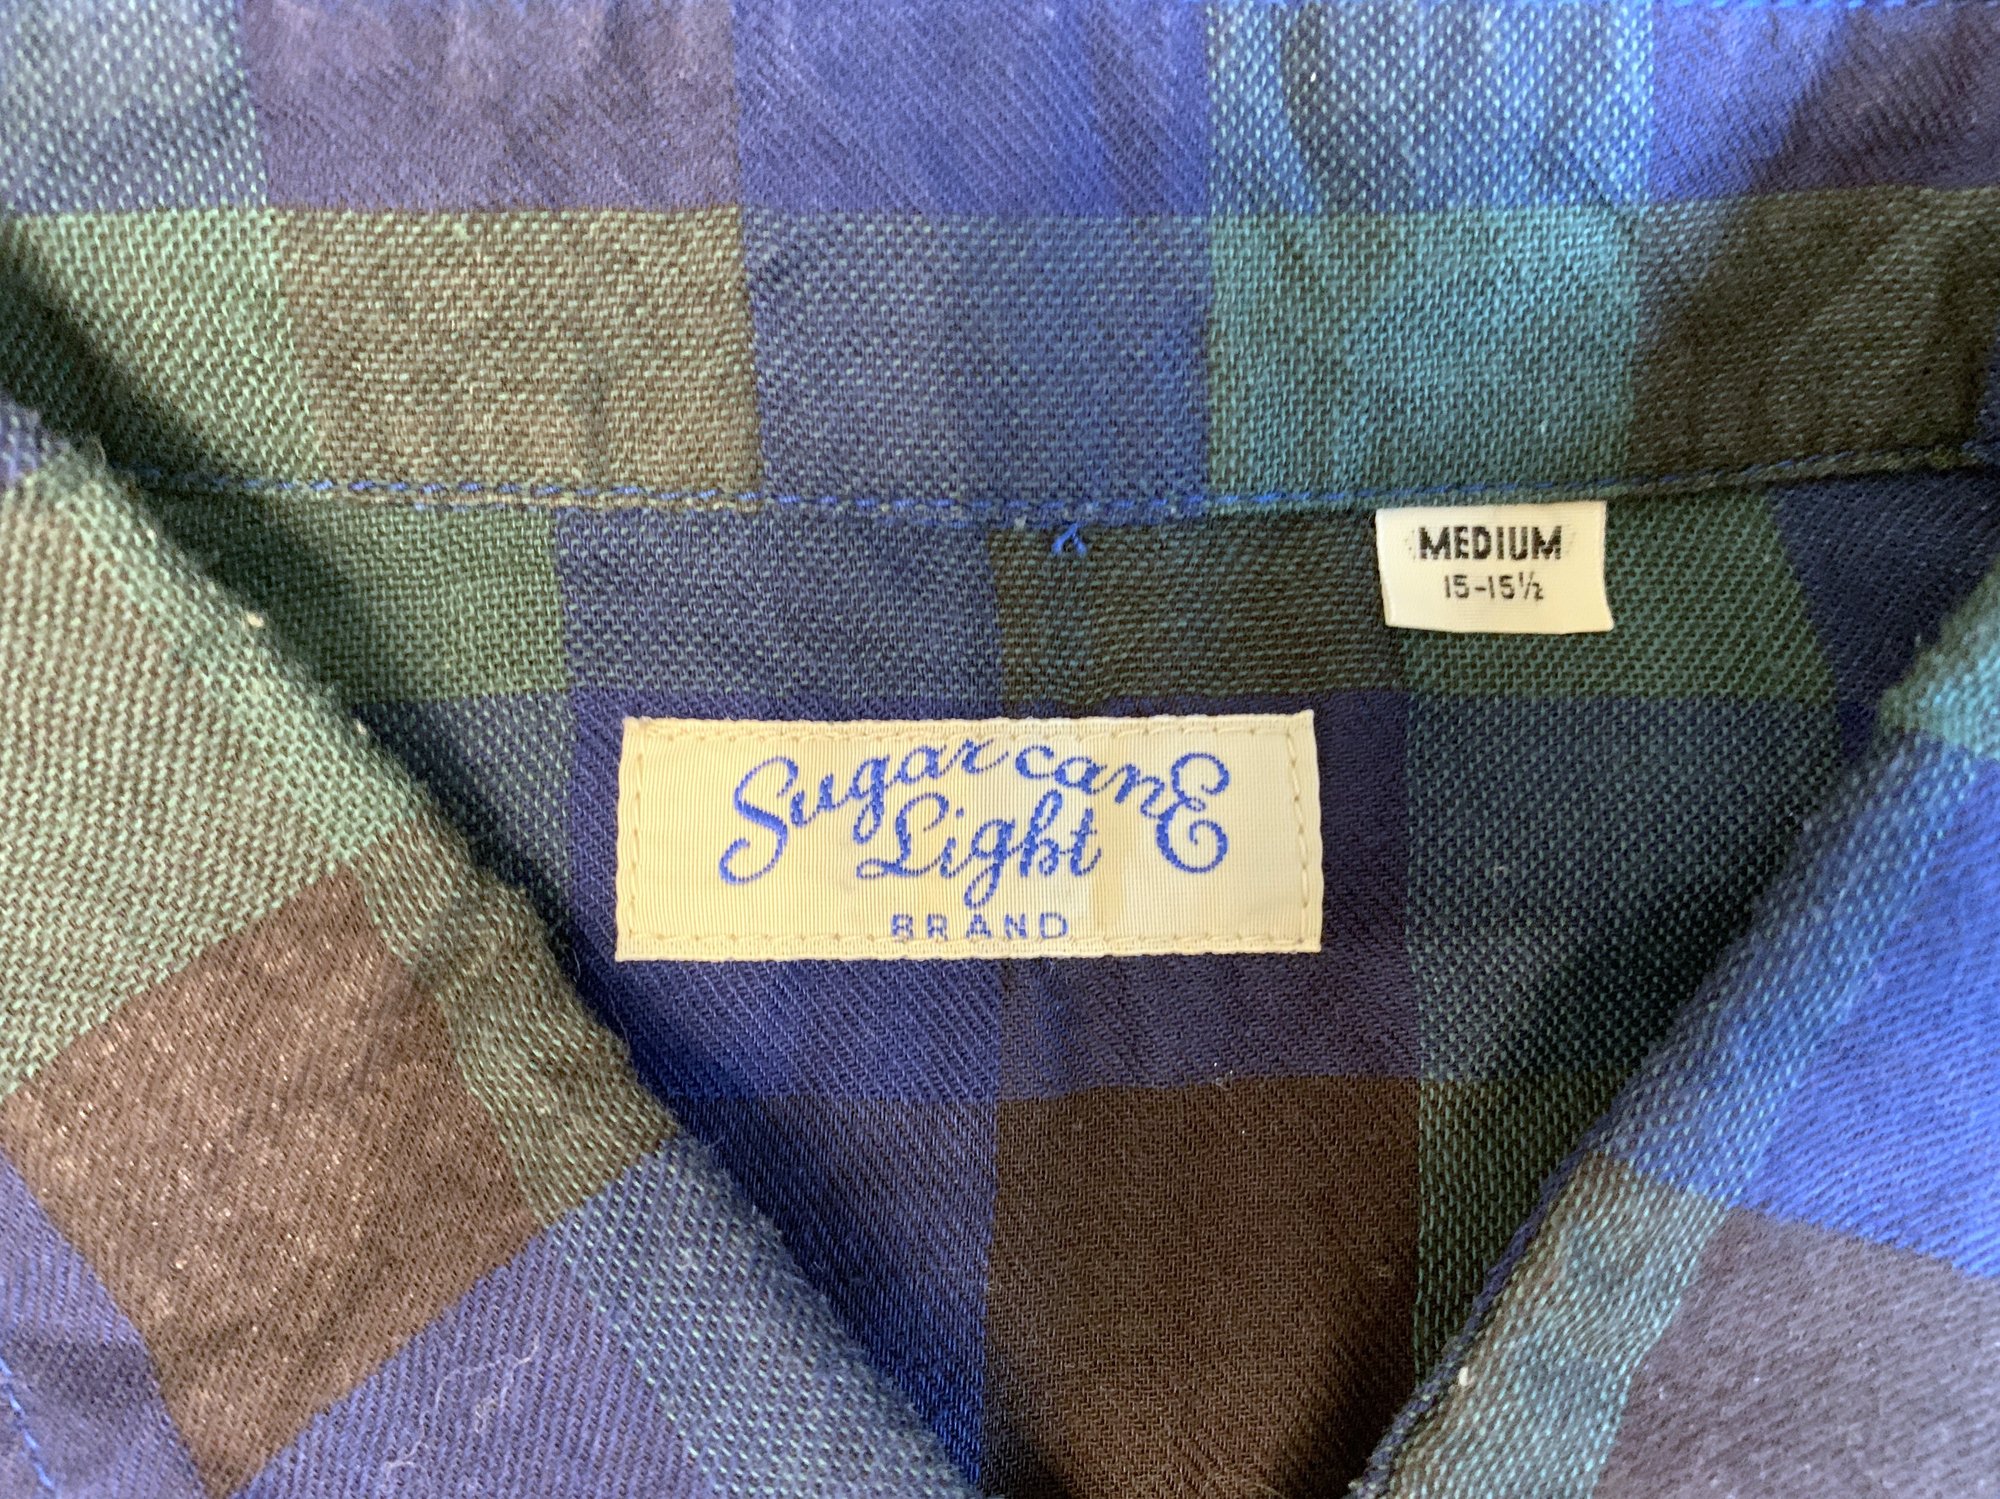 MEDIUM
15-15½
Sugar canE
Light
BRAND